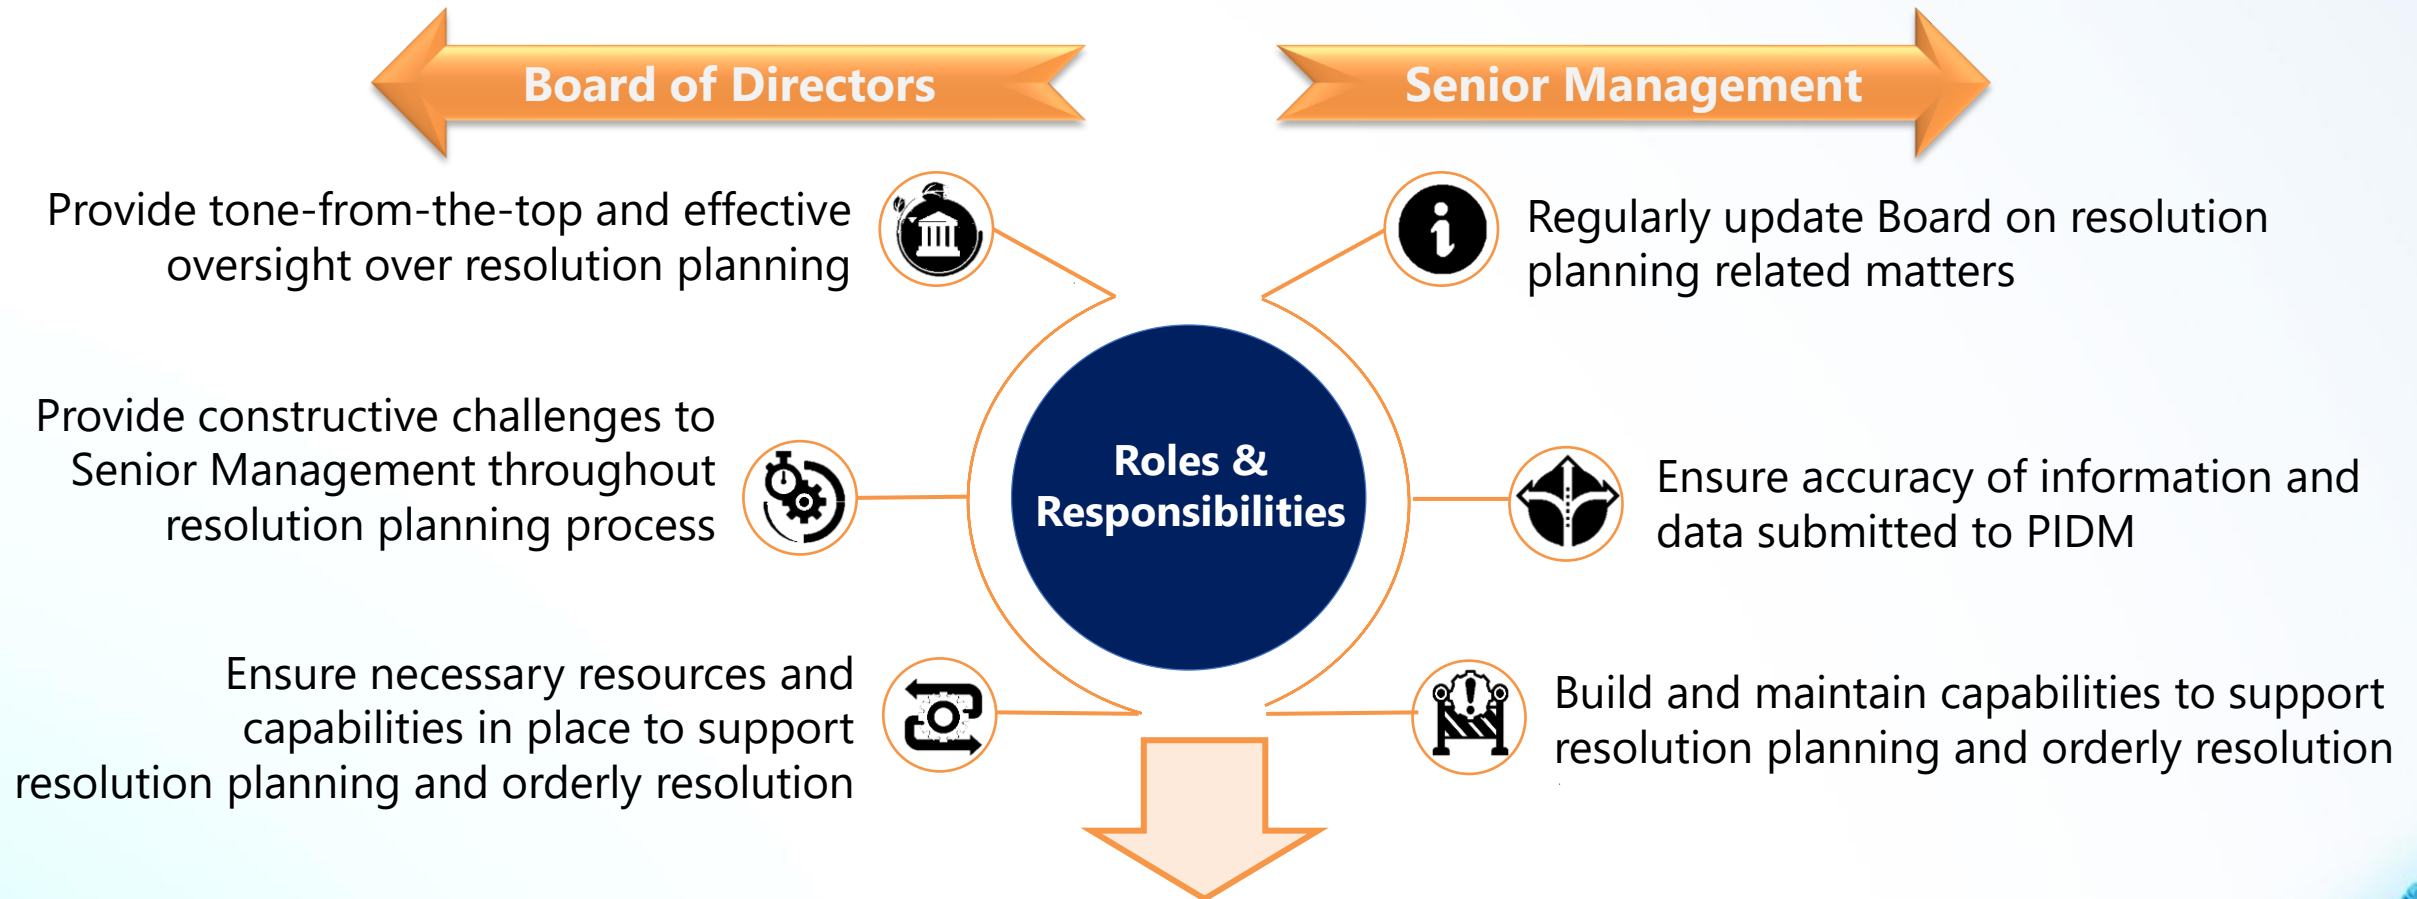 Board of Directors
Senior Management
Provide tone-from-the-top and effective
oversight over resolution planning
Regularly update Board on resolution
planning related matters
Provide constructive challenges to
Senior Management throughout
resolution planning process
Roles &
Responsibilities
Ensure accuracy of information and
data submitted to PIDM
Ensure necessary resources and
capabilities in place to support
resolution planning and orderly resolution
Build and maintain capabilities to support
resolution planning and orderly resolution